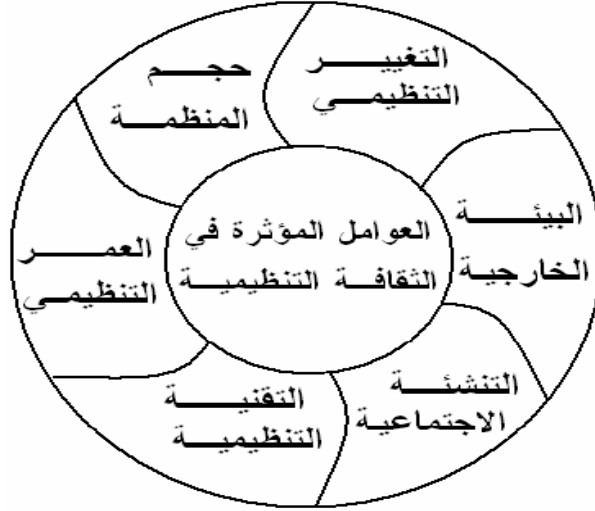 العوامل المؤثرة في
الثقافة التنظيمية
التغيير
التنظيمي
البيئة
الخارجية
التنشئة
الاجتماعية
التقنية
التنظيمية
العمر
التنظيمي
حجم
المنظمة